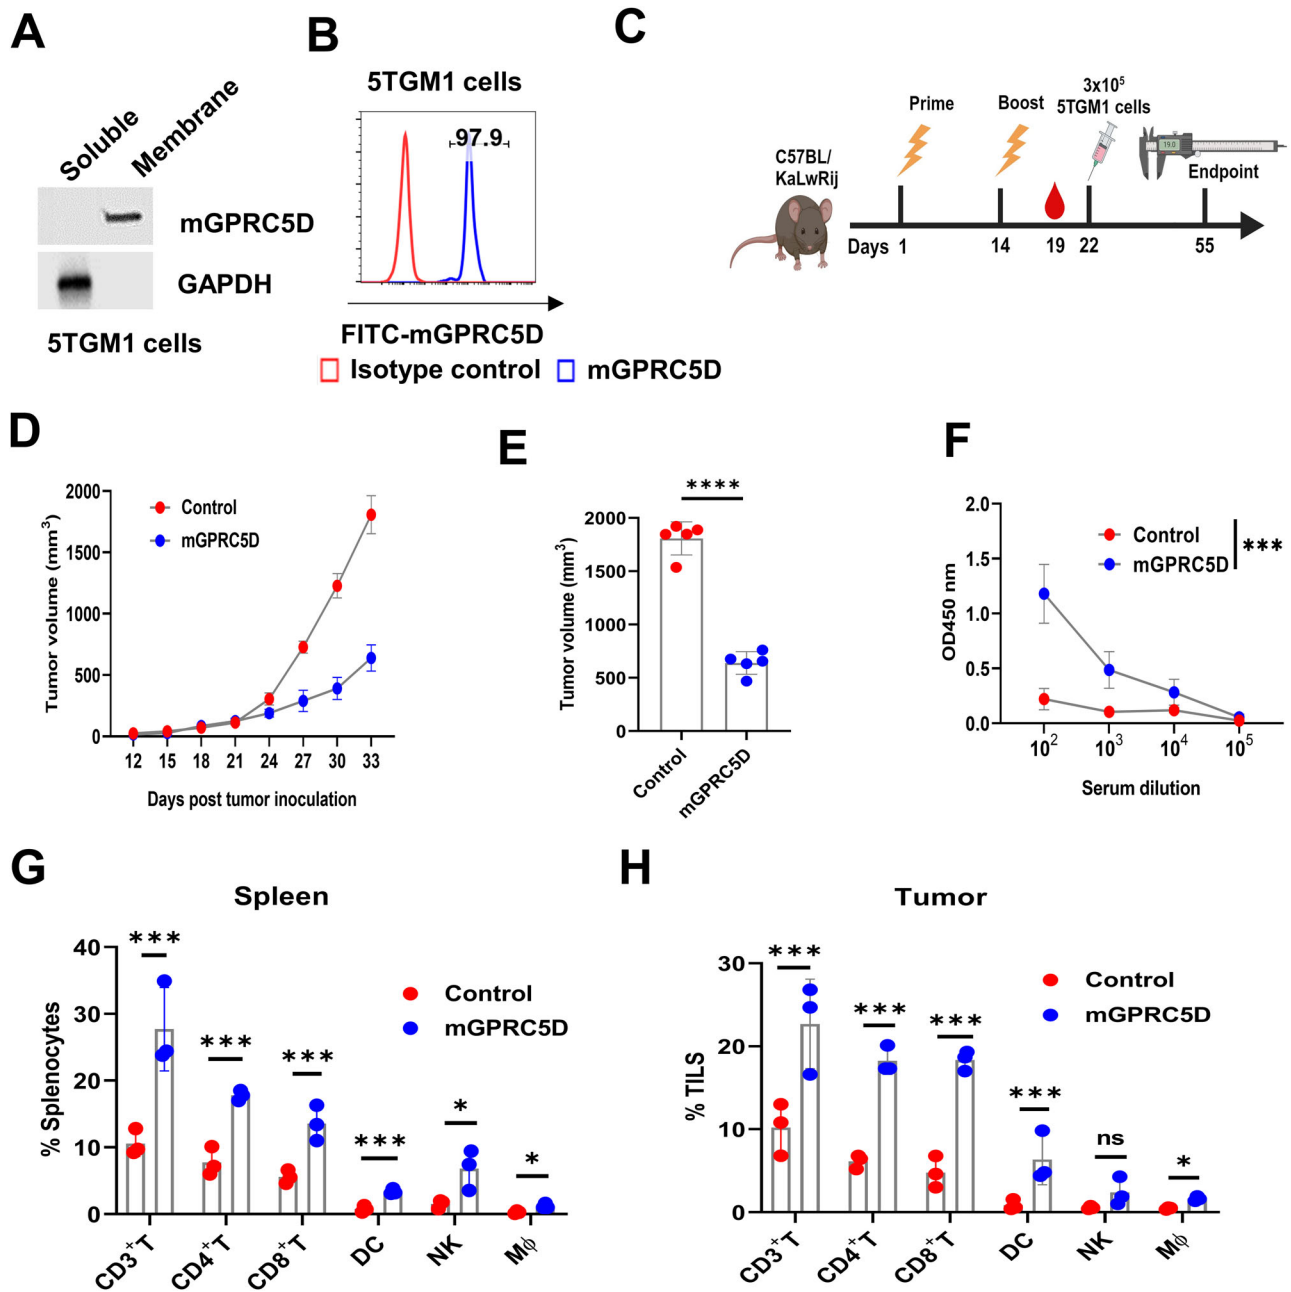 A
Soluble
Membrane
mGPRC5D
GAPDH
5TGM1 cells
B
5TGM1 cells
97.9
FITC-mGPRC5D
Isotype control
mGPRC5D
C
C57BL/
KaLwRij
Prime
Boost
3x10⁵
5TGM1 cells
19.0
Endpoint
Days 1 14 19 22 55
D
Tumor volume (mm³)
2000
1500
1000
500
0
Control
mGPRC5D
12 15 18 21 24 27 30 33
Days post tumor inoculation
E
****
Tumor volume (mm³)
2000
1500
1000
500
0
Control
mGPRC5D
F
OD450 nm
2.0
1.5
1.0
0.5
0.0
Control
mGPRC5D
***
10² 10³ 10⁴ 10⁵
Serum dilution
G
Spleen
% Splenocytes
40
30
20
10
0
*** *** *** *** * *
Control
mGPRC5D
CD3⁺T CD4⁺T CD8⁺T DC NK Mϕ
H
Tumor
% TILS
30
20
10
0
*** *** *** *** ns *
Control
mGPRC5D
CD3⁺T CD4⁺T CD8⁺T DC NK Mϕ